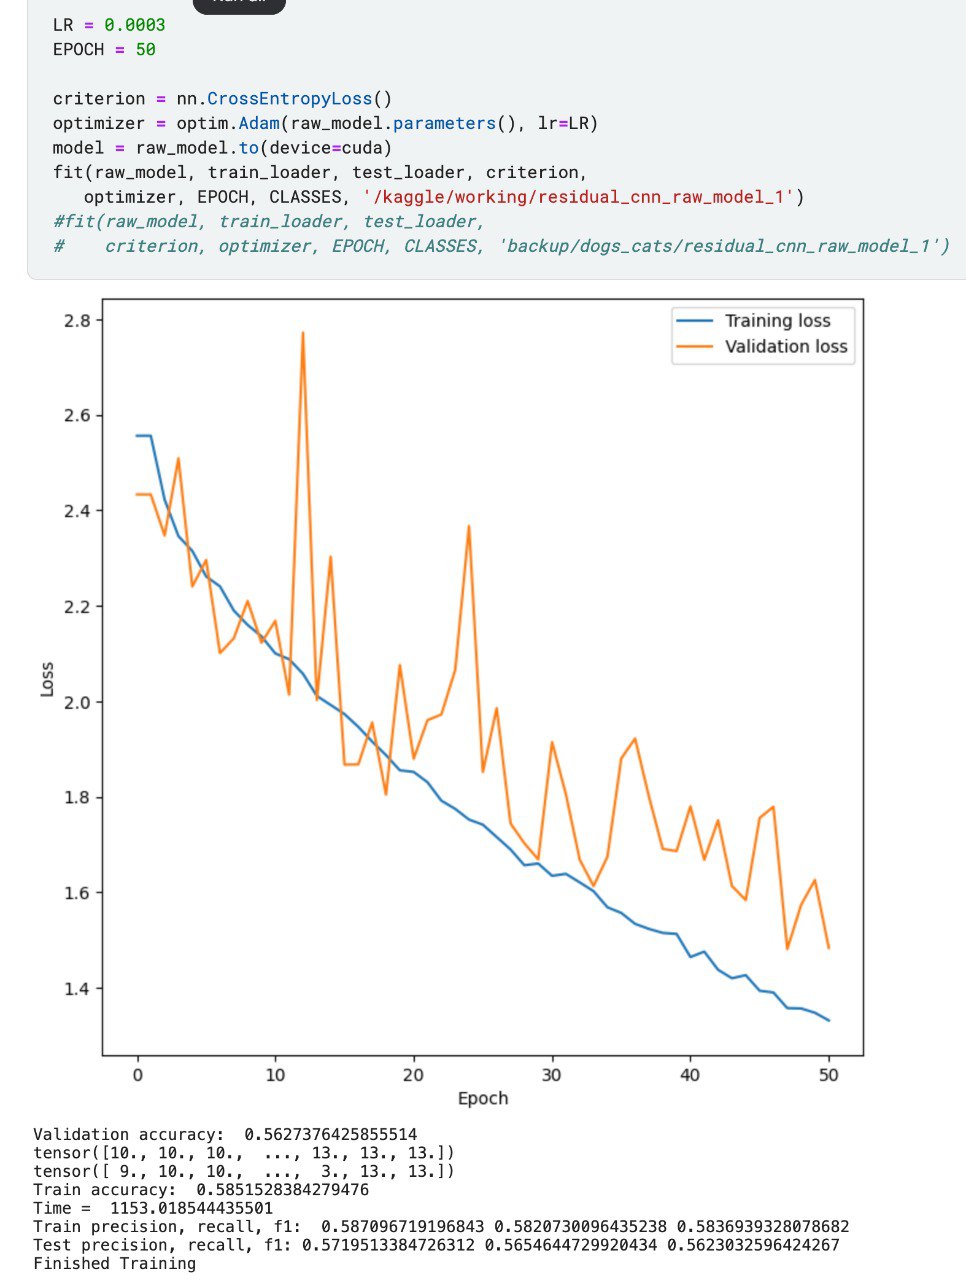 LR = 0.0003
EPOCH = 50
criterion = nn.CrossEntropyLoss()
optimizer = optim.Adam(raw_model.parameters(), lr=LR)
model = raw_model.to(device=cuda)
fit(raw_model, train_loader, test_loader, criterion,
optimizer, EPOCH, CLASSES, '/kaggle/working/residual_cnn_raw_model_1')
#fit(raw_model, train_loader, test_loader,
#    criterion, optimizer, EPOCH, CLASSES, 'backup/dogs_cats/residual_cnn_raw_model_1')
Training loss
Validation loss
2.8
2.6
2.4
2.2
2.0
1.8
1.6
1.4
Loss
0 10 20 30 40 50
Epoch
Validation accuracy:  0.5627376425855514
tensor([10., 10., 10.,  ..., 13., 13., 13.])
tensor([ 9., 10., 10.,  ...,  3., 13., 13.])
Train accuracy:  0.5851528384279476
Time =  1153.018544435501
Train precision, recall, f1:  0.587096719196843 0.5820730096435238 0.5836939328078682
Test precision, recall, f1: 0.5719513384726312 0.5654644729920434 0.5623032596424267
Finished Training